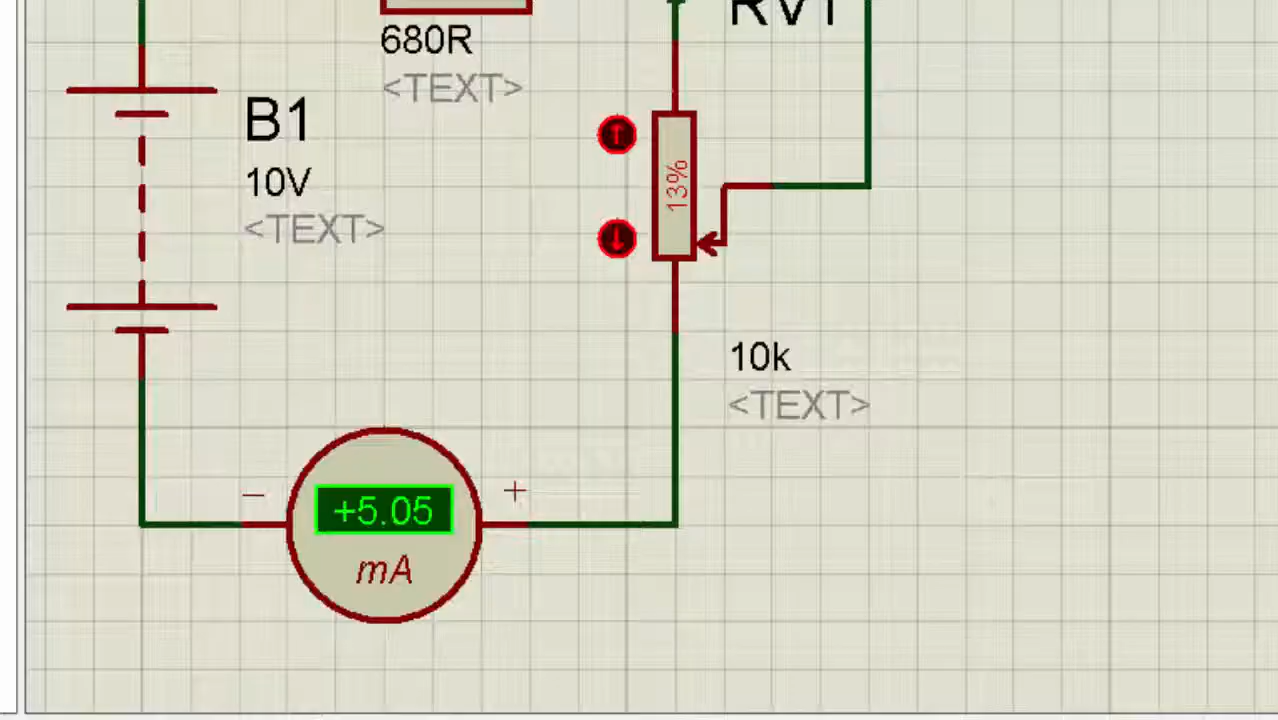 RV1
680R
<TEXT>
B1
10V
<TEXT>
13%
10k
<TEXT>
− +
+5.05
mA